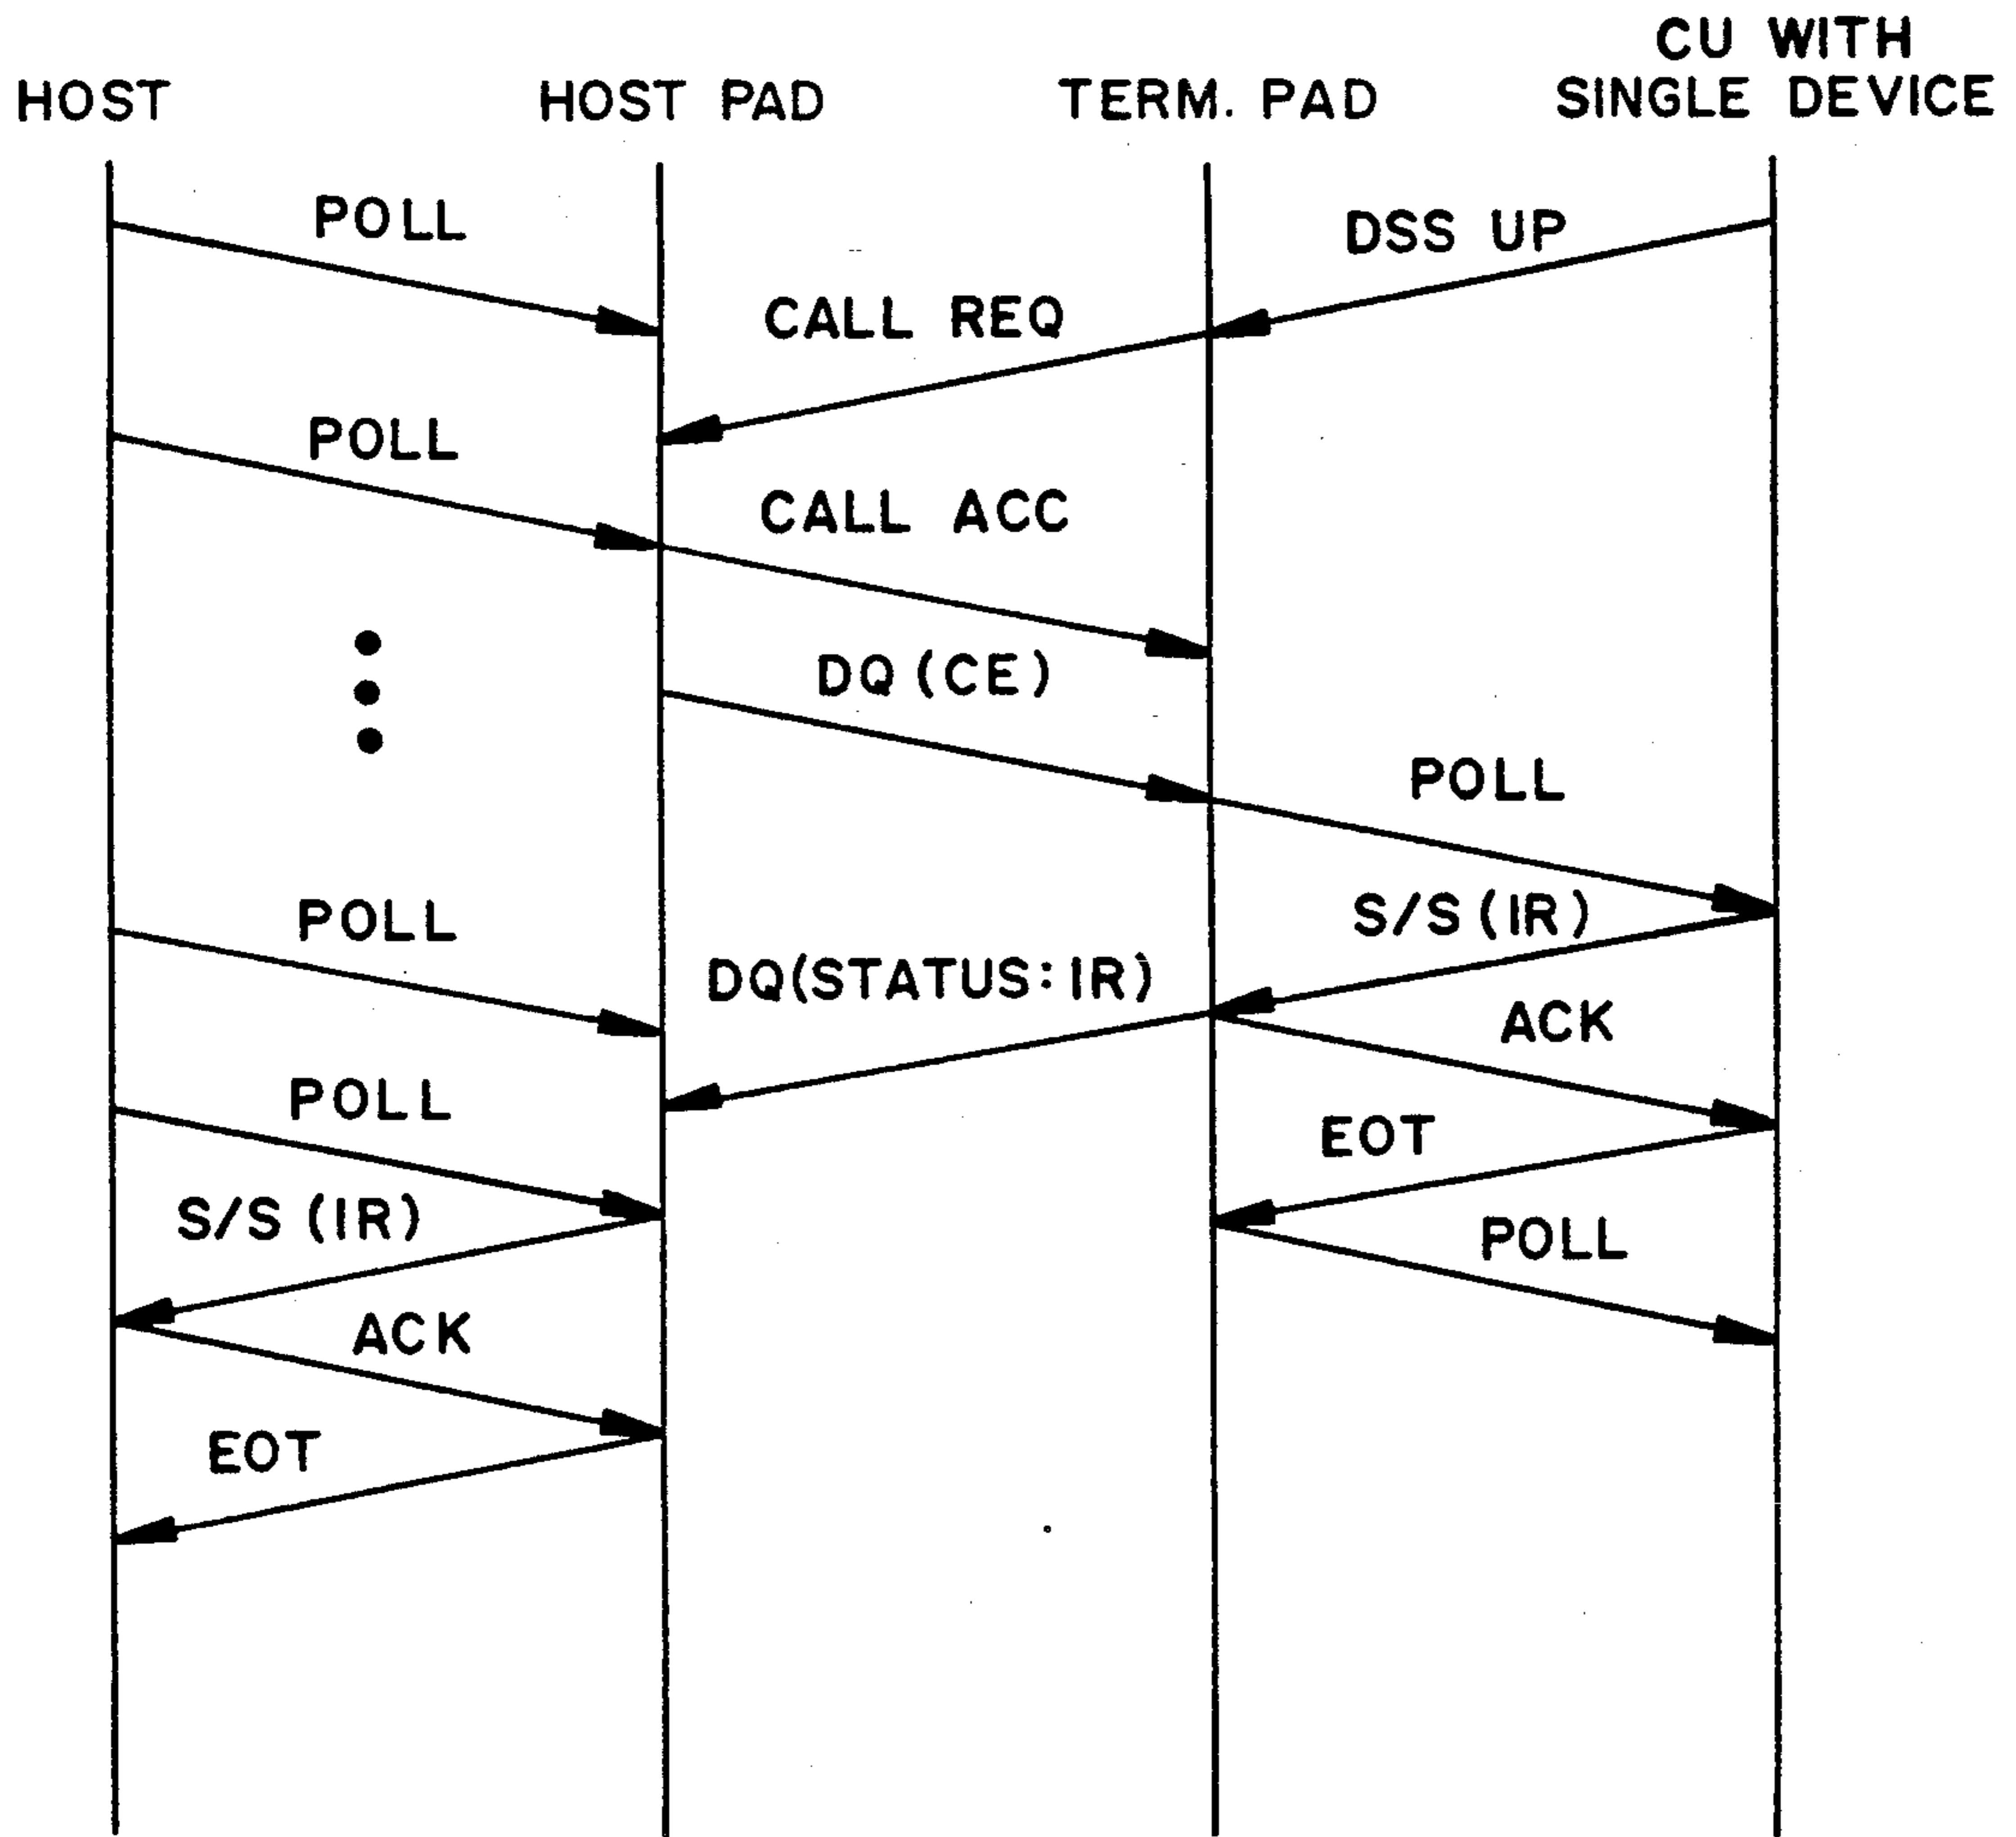 HOST
HOST PAD
TERM. PAD
CU WITH
SINGLE DEVICE
POLL
DSS UP
CALL REQ
POLL
CALL ACC
DQ (CE)
POLL
S/S (IR)
POLL
DQ(STATUS: IR)
ACK
POLL
EOT
S/S (IR)
POLL
ACK
EOT